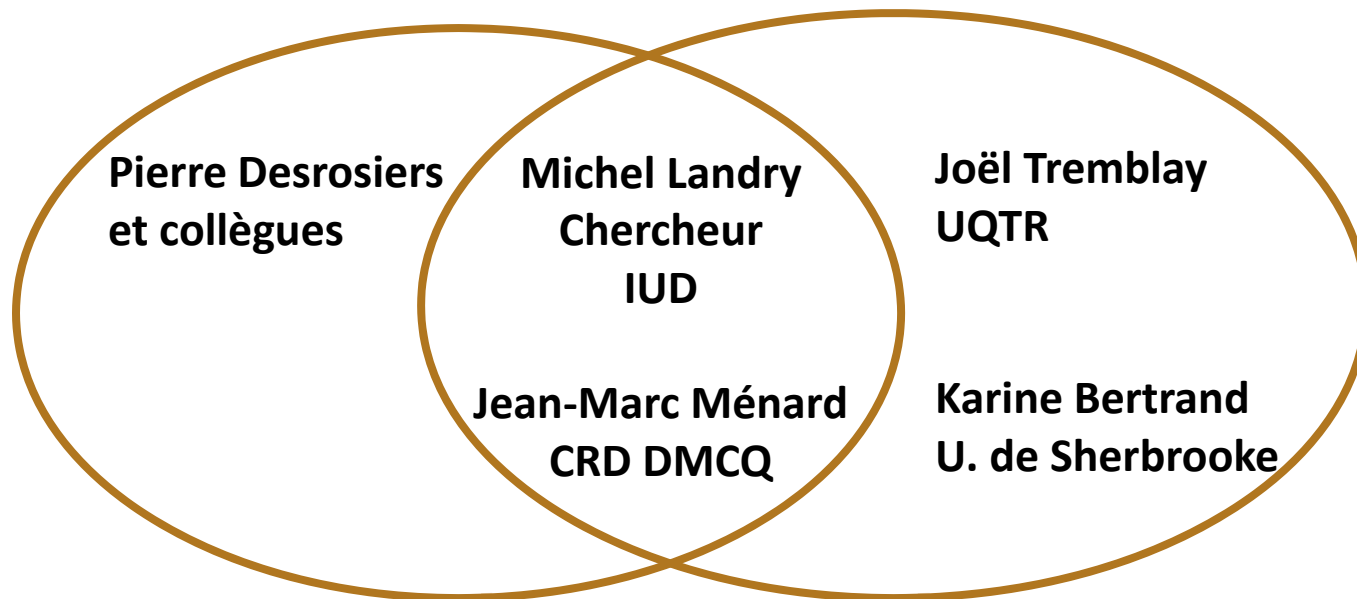 Pierre Desrosiers
et collègues
Michel Landry
Chercheur
IUD
Jean-Marc Ménard
CRD DMCQ
Joël Tremblay
UQTR
Karine Bertrand
U. de Sherbrooke